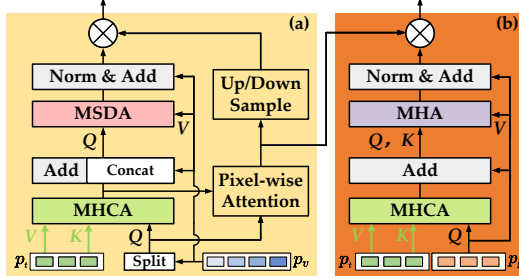 (a)
(b)
Norm & Add
Up/Down
Sample
Norm & Add
MSDA
V
MHA
V
Q
Q, K
Add
Concat
Pixel-wise
Attention
Add
MHCA
MHCA
V
K
Q
V
K
Q
p_t
Split
p_v
p_t